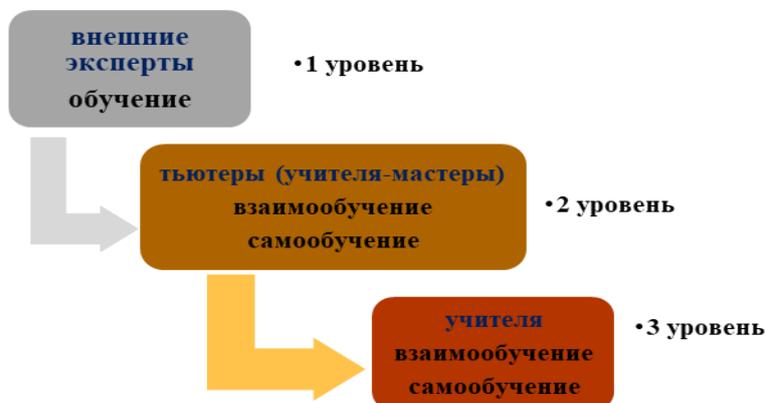 внешние
эксперты
обучение
•1 уровень
тьютеры (учителя-мастеры)
взаимообучение
самообучение
•2 уровень
учителя
взаимообучение
самообучение
•3 уровень